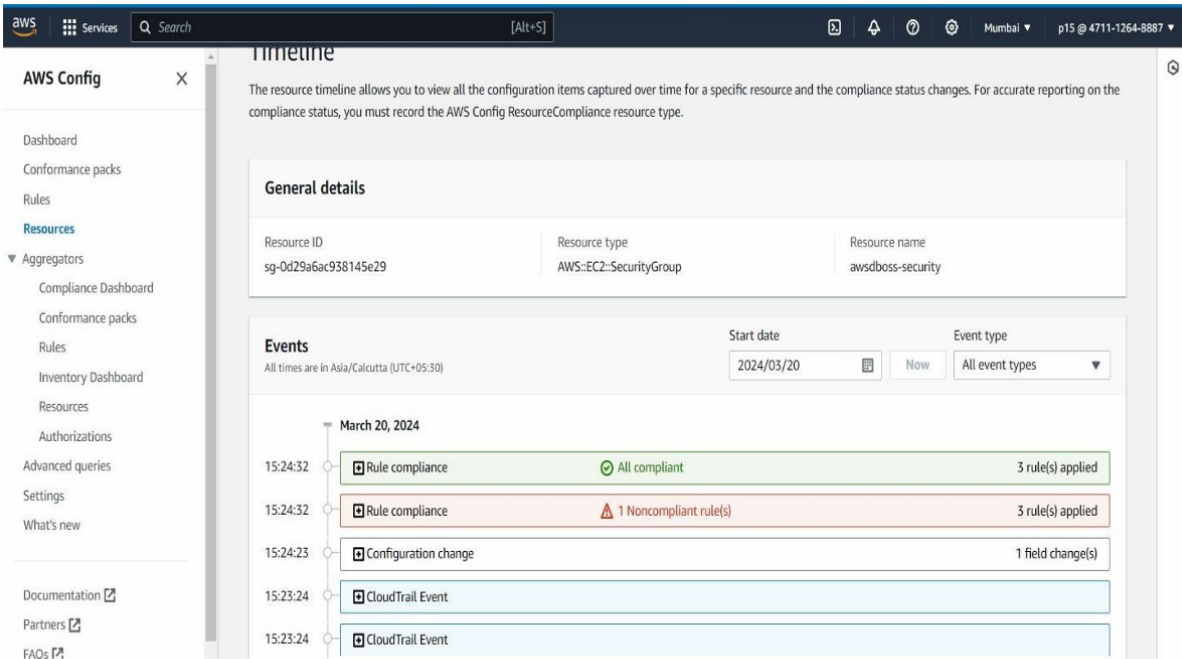 aws Services Search [Alt+S] Mumbai ▼ p15 @ 4711-1264-8887 ▼
AWS Config X
Dashboard
Conformance packs
Rules
Resources
▼ Aggregators
Compliance Dashboard
Conformance packs
Rules
Inventory Dashboard
Resources
Authorizations
Advanced queries
Settings
What's new
Documentation
Partners
FAQs
Timeline
The resource timeline allows you to view all the configuration items captured over time for a specific resource and the compliance status changes. For accurate reporting on the
compliance status, you must record the AWS Config ResourceCompliance resource type.
General details
Resource ID
sg-0d29a6ac938145e29
Resource type
AWS::EC2::SecurityGroup
Resource name
awsdboss-security
Events
All times are in Asia/Calcutta (UTC+05:30)
Start date
2024/03/20
Now
Event type
All event types ▼
March 20, 2024
15:24:32 Rule compliance All compliant 3 rule(s) applied
15:24:32 Rule compliance 1 Noncompliant rule(s) 3 rule(s) applied
15:24:23 Configuration change 1 field change(s)
15:23:24 CloudTrail Event
15:23:24 CloudTrail Event